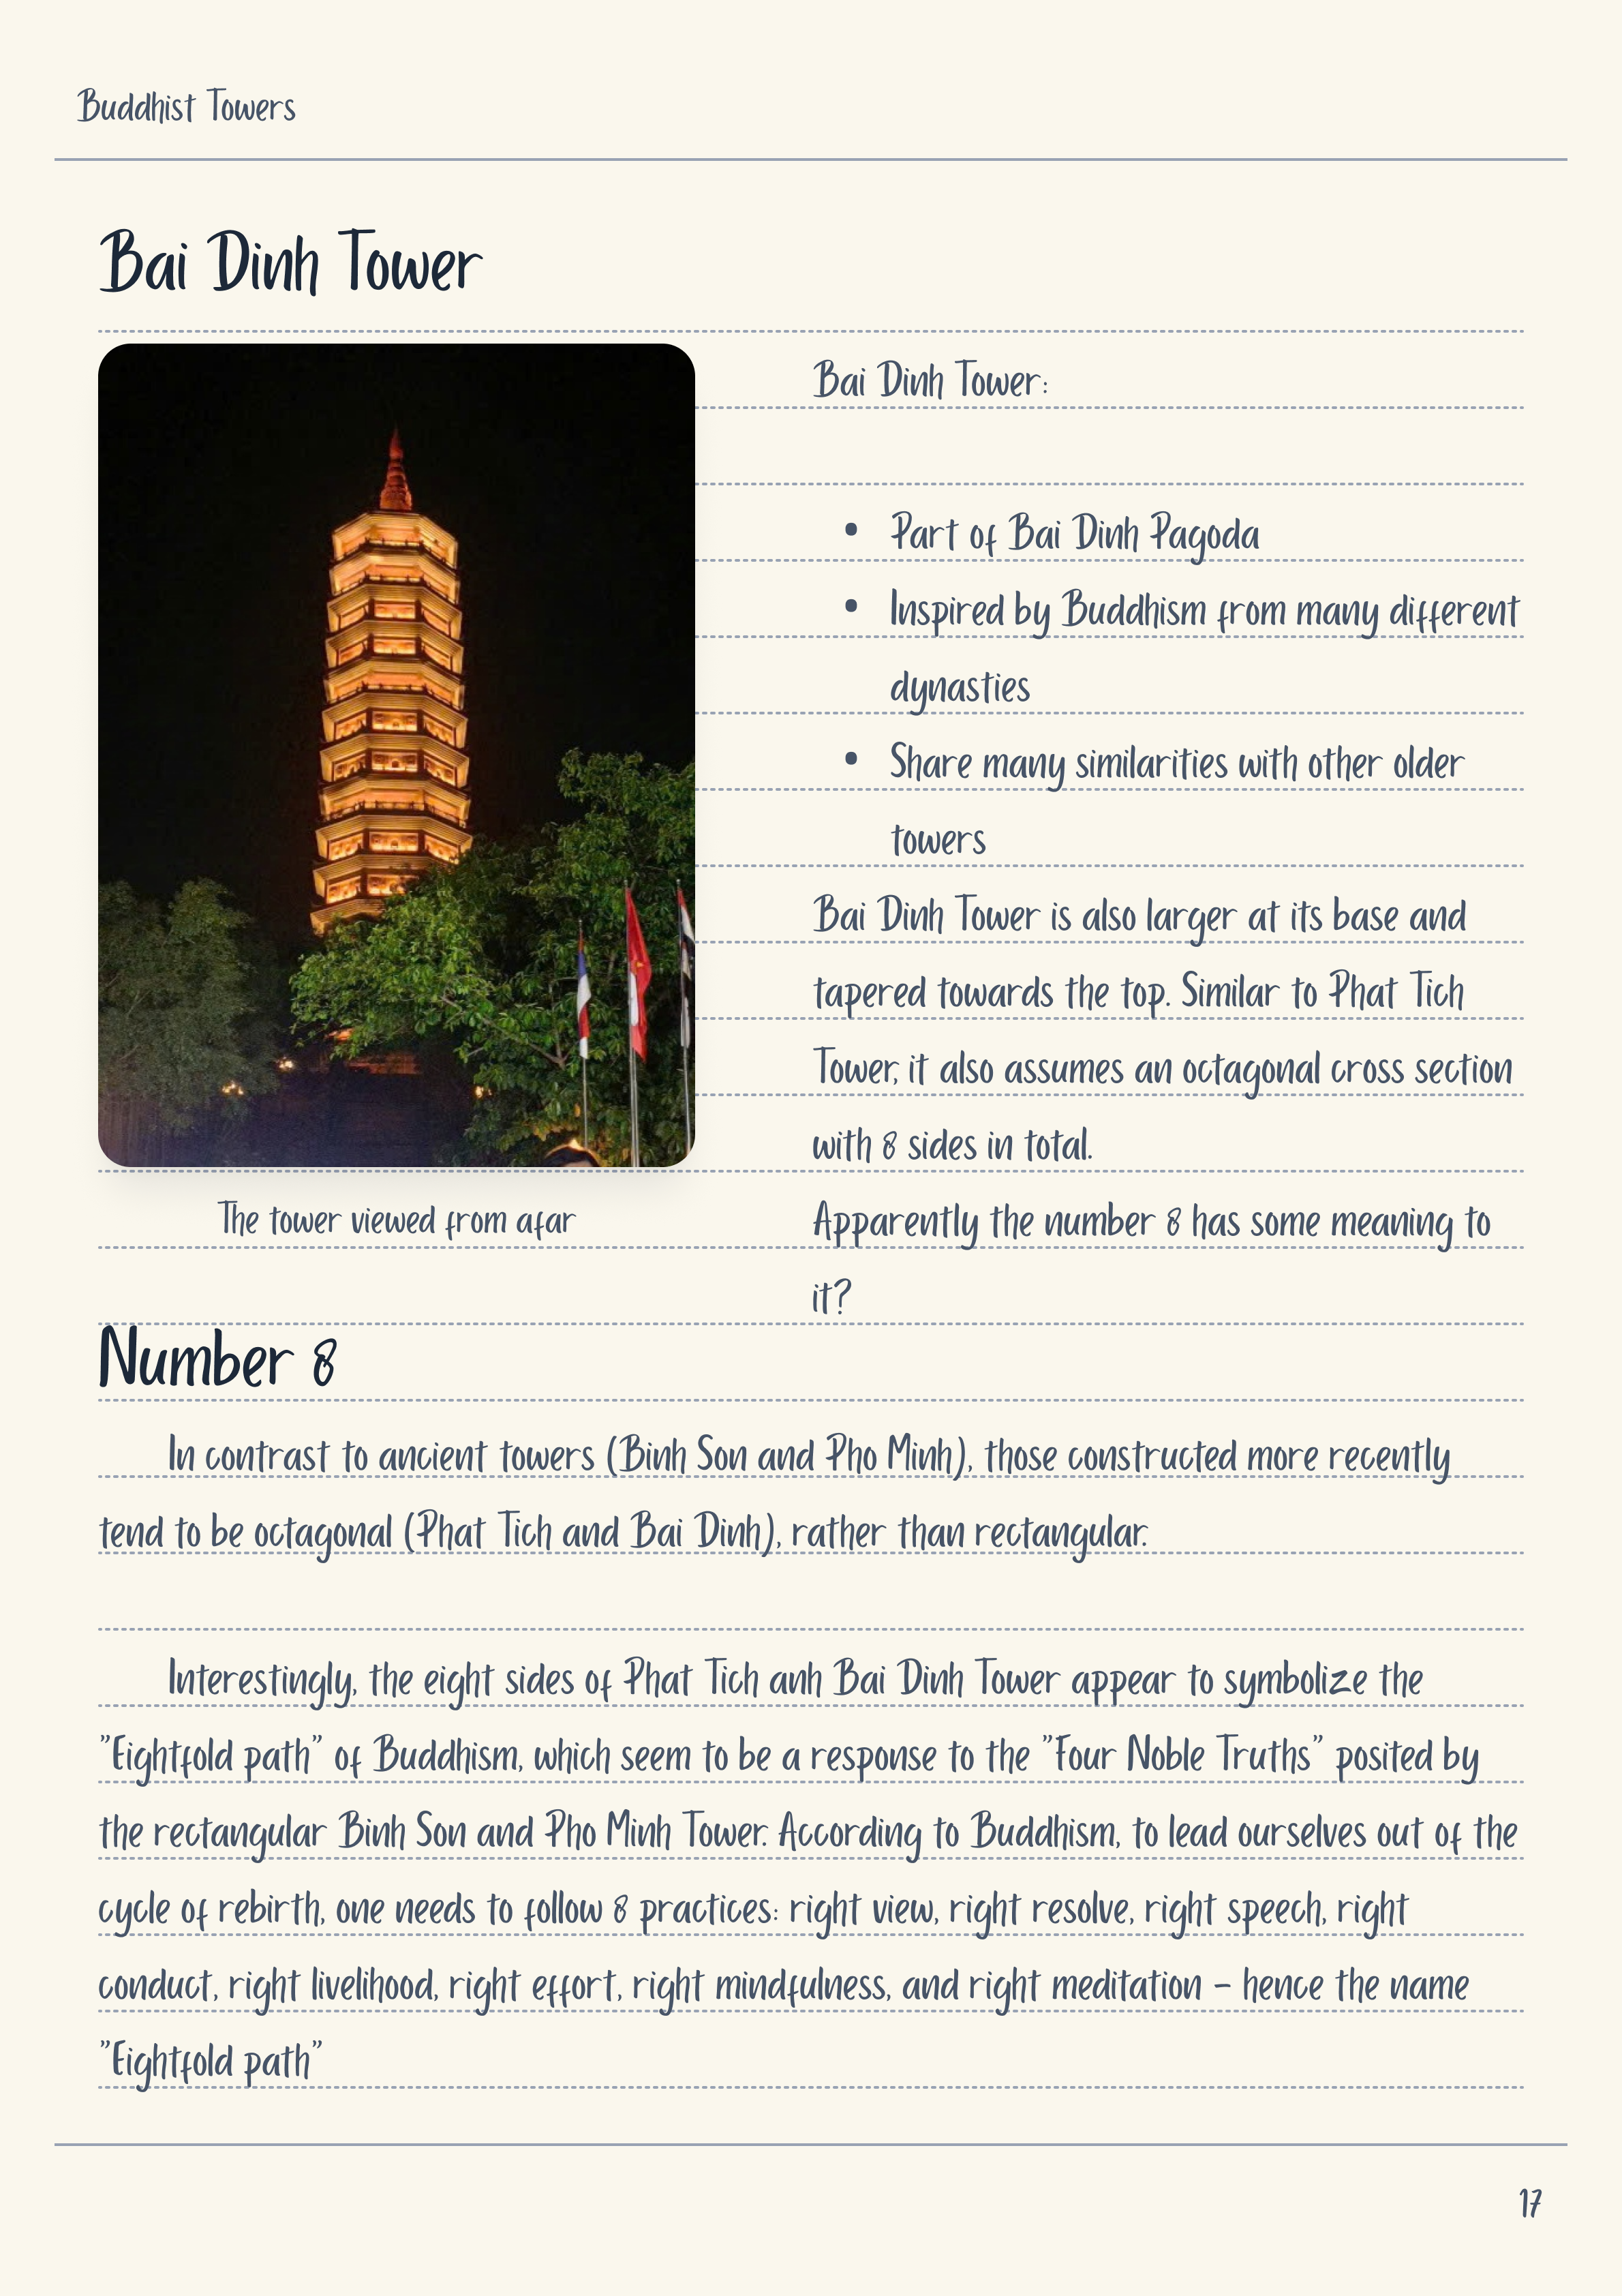 Buddhist Towers
Bai Dinh Tower
Bai Dinh Tower:
• Part of Bai Dinh Pagoda
• Inspired by Buddhism from many different
dynasties
• Share many similarities with other older
towers
Bai Dinh Tower is also larger at its base and
tapered towards the top. Similar to Phat Tich
Tower, it also assumes an octagonal cross section
with 8 sides in total.
Apparently the number 8 has some meaning to
it?
The tower viewed from afar
Number 8
In contrast to ancient towers (Binh Son and Pho Minh), those constructed more recently
tend to be octagonal (Phat Tich and Bai Dinh), rather than rectangular.
Interestingly, the eight sides of Phat Tich anh Bai Dinh Tower appear to symbolize the
"Eightfold path" of Buddhism, which seem to be a response to the "Four Noble Truths" posited by
the rectangular Binh Son and Pho Minh Tower. According to Buddhism, to lead ourselves out of the
cycle of rebirth, one needs to follow 8 practices: right view, right resolve, right speech, right
conduct, right livelihood, right effort, right mindfulness, and right meditation – hence the name
"Eightfold path"
17